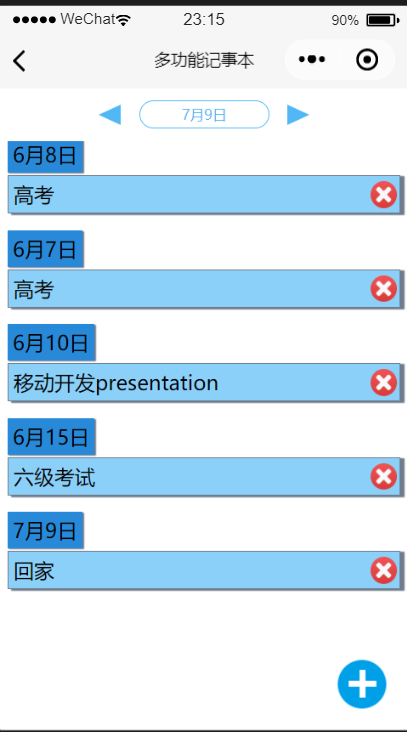 WeChat 23:15 90%
多功能记事本
7月9日
6月8日
高考
6月7日
高考
6月10日
移动开发presentation
6月15日
六级考试
7月9日
回家